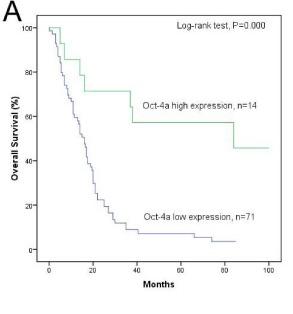 A
Log-rank test, P=0.000
100
80
60
40
20
0
Overall Survival (%)
Oct-4a high expression, n=14
Oct-4a low expression, n=71
0 20 40 60 80 100
Months